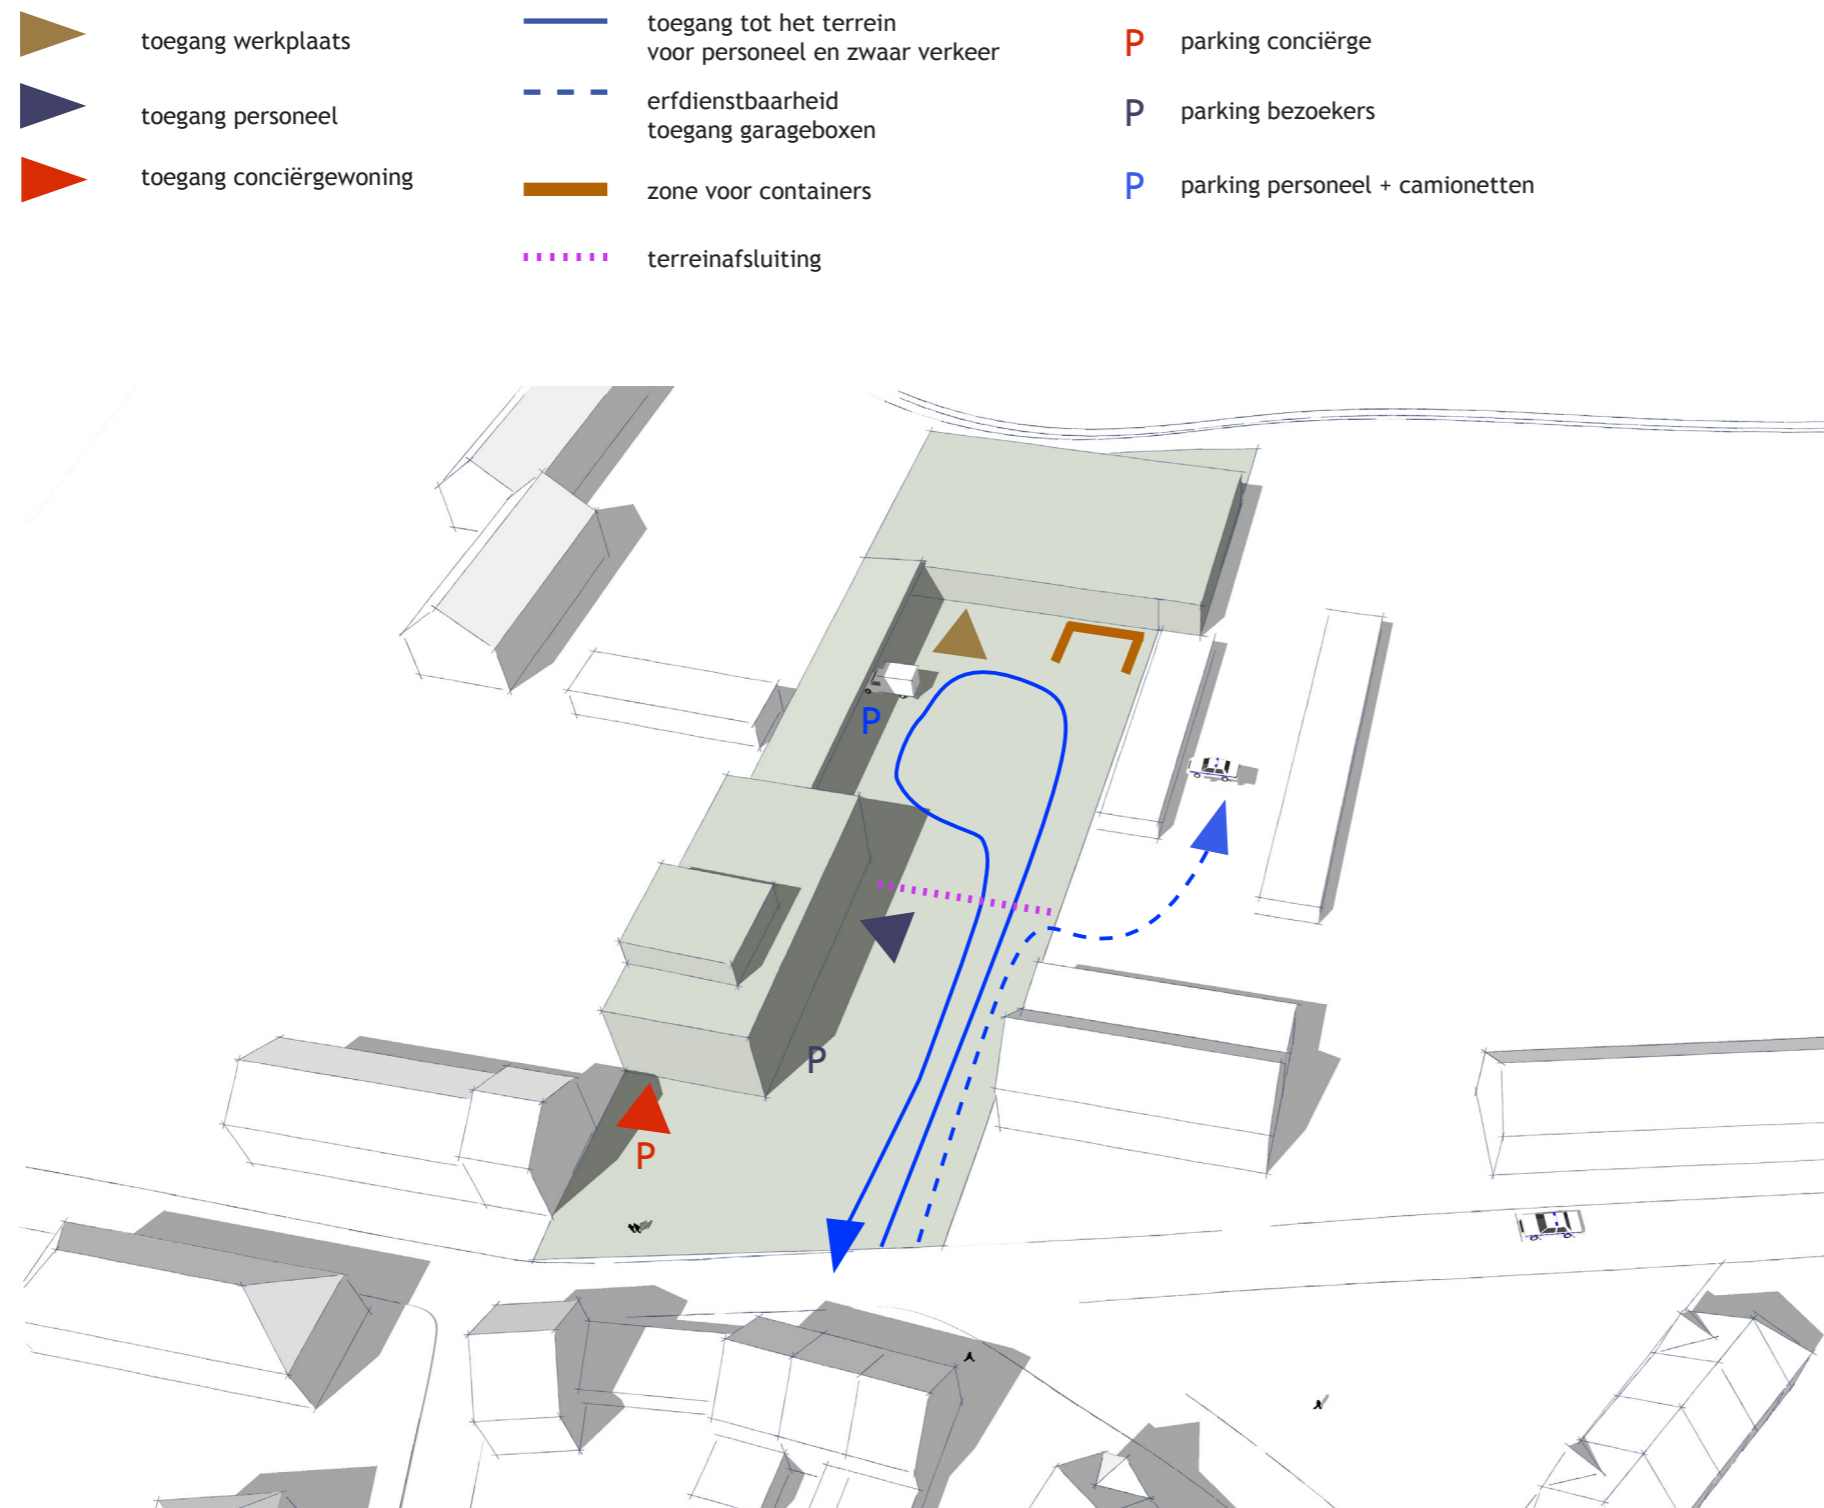 toegang werkplaats
toegang personeel
toegang conciërgewoning
toegang tot het terrein
voor personeel en zwaar verkeer
erfdienstbaarheid
toegang garageboxen
zone voor containers
terreinafsluiting
P parking conciërge
P parking bezoekers
P parking personeel + camionetten
P
P
P